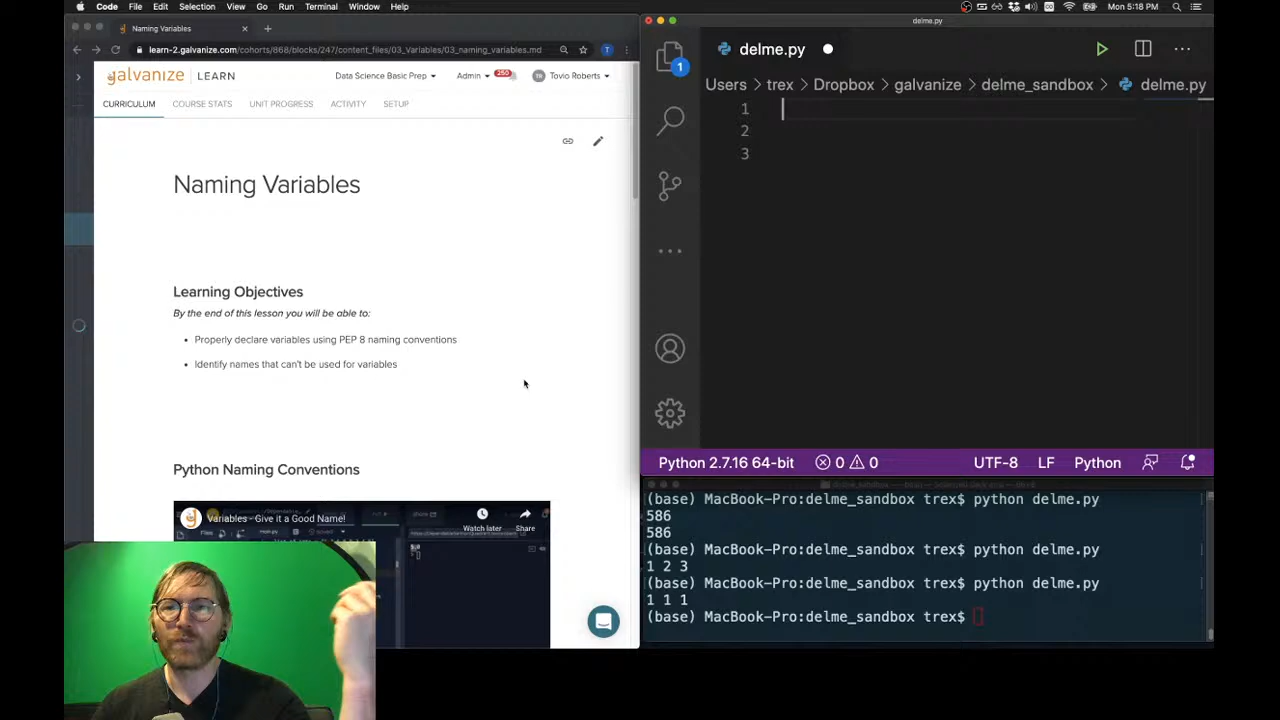 Code File Edit Selection View Go Run Terminal Window Help
Mon 5:18 PM
Naming Variables
learn-2.galvanize.com/cohorts/868/blocks/247/content_files/03_Variables/03_naming_variables.md
T
galvanize LEARN
Data Science Basic Prep
Admin
250
TR
Tovio Roberts
CURRICULUM
COURSE STATS
UNIT PROGRESS
ACTIVITY
SETUP
Naming Variables
Learning Objectives
By the end of this lesson you will be able to:
Properly declare variables using PEP 8 naming conventions
Identify names that can't be used for variables
Python Naming Conventions
Variables - Give it a Good Name!
Watch later
Share
delme.py
delme.py
1
Users > trex > Dropbox > galvanize > delme_sandbox > delme.py
1
2
3
Python 2.7.16 64-bit
0
0
UTF-8
LF
Python
(base) MacBook-Pro:delme_sandbox trex$ python delme.py
586
586
(base) MacBook-Pro:delme_sandbox trex$ python delme.py
1 2 3
(base) MacBook-Pro:delme_sandbox trex$ python delme.py
1 1 1
(base) MacBook-Pro:delme_sandbox trex$